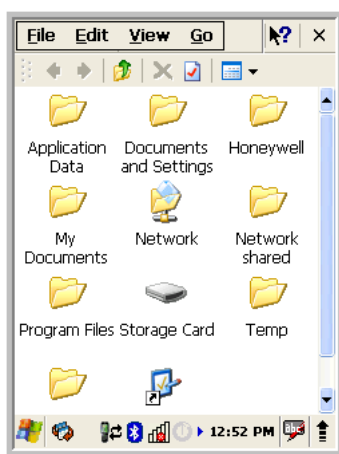 File Edit View Go
Application Data
Documents and Settings
Honeywell
My Documents
Network
Network shared
Program Files
Storage Card
Temp
12:52 PM